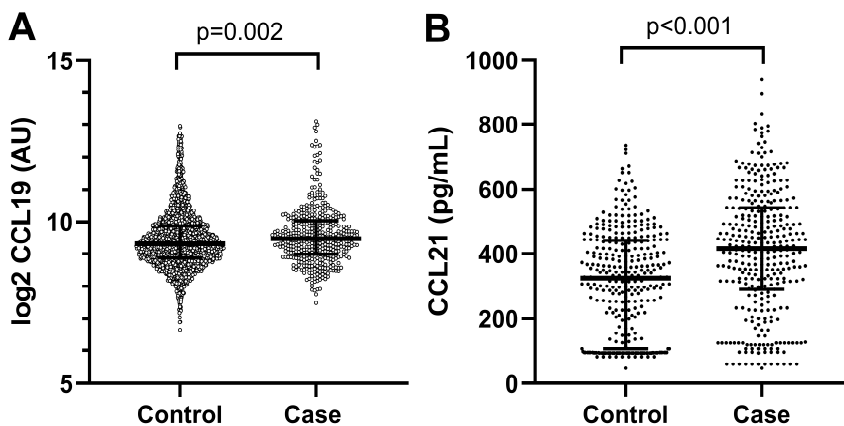 A
p=0.002
15
10
5
log2 CCL19 (AU)
Control
Case
B
p<0.001
1000
800
600
400
200
0
CCL21 (pg/mL)
Control
Case